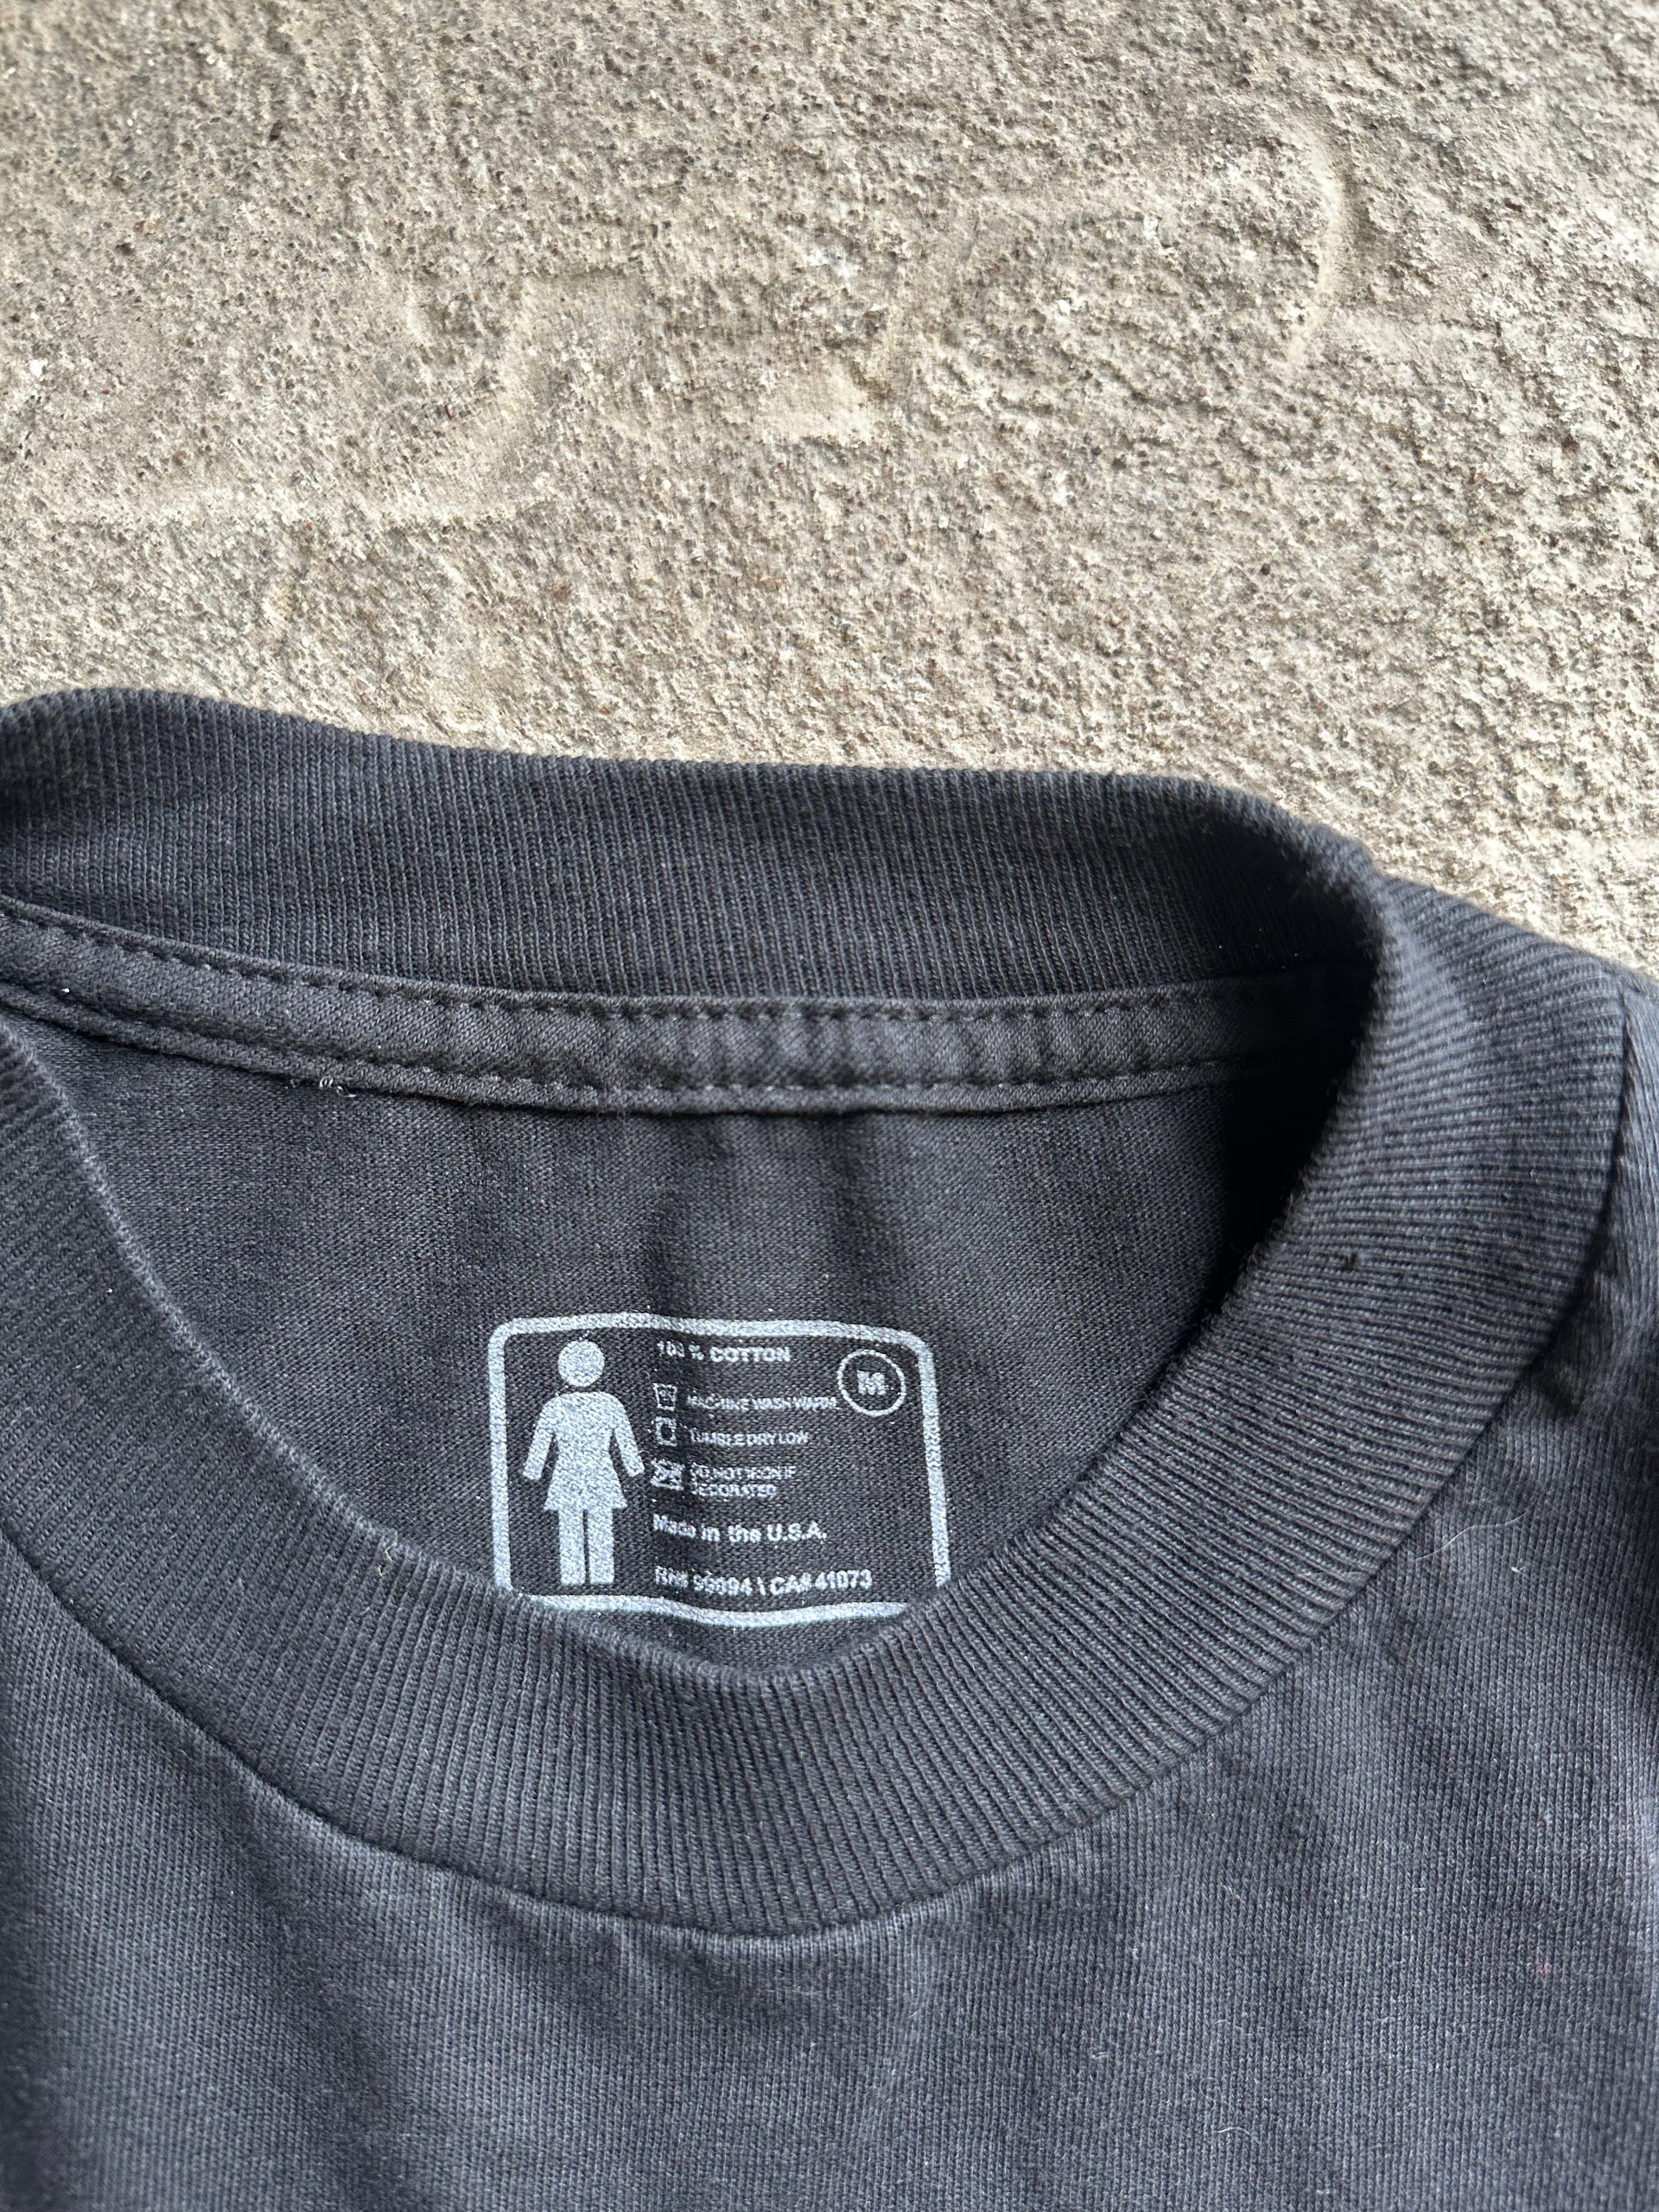 100 % COTTON
M
MACHINE WASH WARM
TUMBLE DRY LOW
DO NOT IRON IF
DECORATED
Made in the U.S.A.
RN# 99894 \ CA# 41073